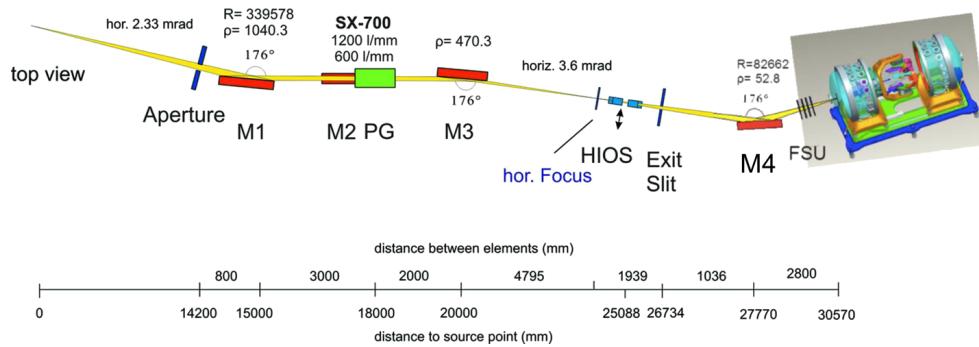 hor. 2.33 mrad
R= 339578
ρ= 1040.3
176°
SX-700
1200 l/mm
600 l/mm
ρ= 470.3
176°
horiz. 3.6 mrad
R=82662
ρ= 52.8
176°
top view
Aperture
M1
M2 PG
M3
HIOS
hor. Focus
Exit
Slit
M4
FSU
distance between elements (mm)
800 3000 2000 4795 1939 1036 2800
0 14200 15000 18000 20000 25088 26734 27770 30570
distance to source point (mm)